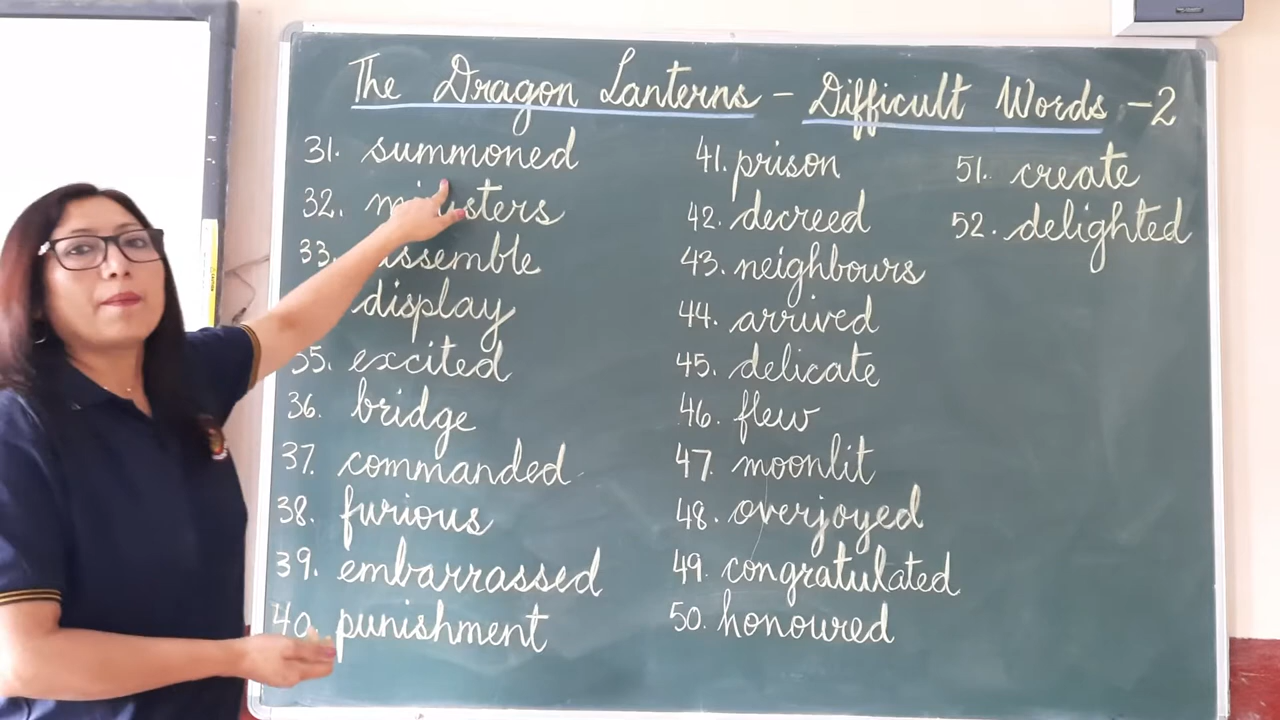 The Dragon Lanterns - Difficult Words -2
31. summoned
32. ministers
33. assemble
display
35. excited
36. bridge
37. commanded
38. furious
39. embarrassed
40. punishment
41. prison
42. decreed
43. neighbours
44. arrived
45. delicate
46. flew
47. moonlit
48. overjoyed
49. congratulated
50. honoured
51. create
52. delighted